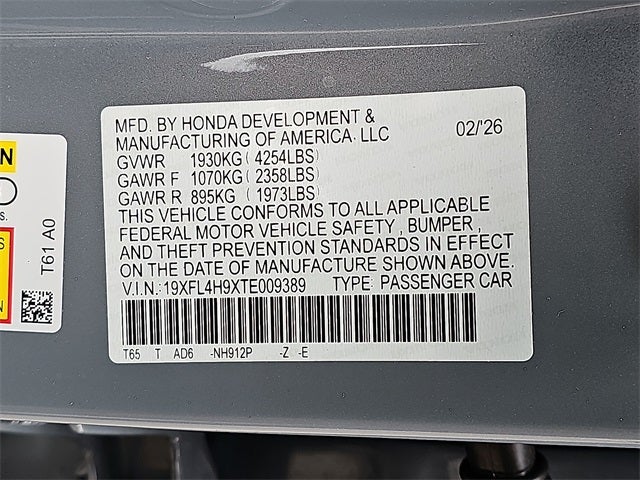 MFD. BY HONDA DEVELOPMENT &
MANUFACTURING OF AMERICA, LLC 02/'26
GVWR 1930KG ( 4254LBS)
GAWR F 1070KG ( 2358LBS)
GAWR R 895KG ( 1973LBS)
THIS VEHICLE CONFORMS TO ALL APPLICABLE
FEDERAL MOTOR VEHICLE SAFETY, BUMPER,
AND THEFT PREVENTION STANDARDS IN EFFECT
ON THE DATE OF MANUFACTURE SHOWN ABOVE.
V.I.N.: 19XFL4H9XTE009389 TYPE: PASSENGER CAR
T65 T AD6 -NH912P -Z -E
T61 A0